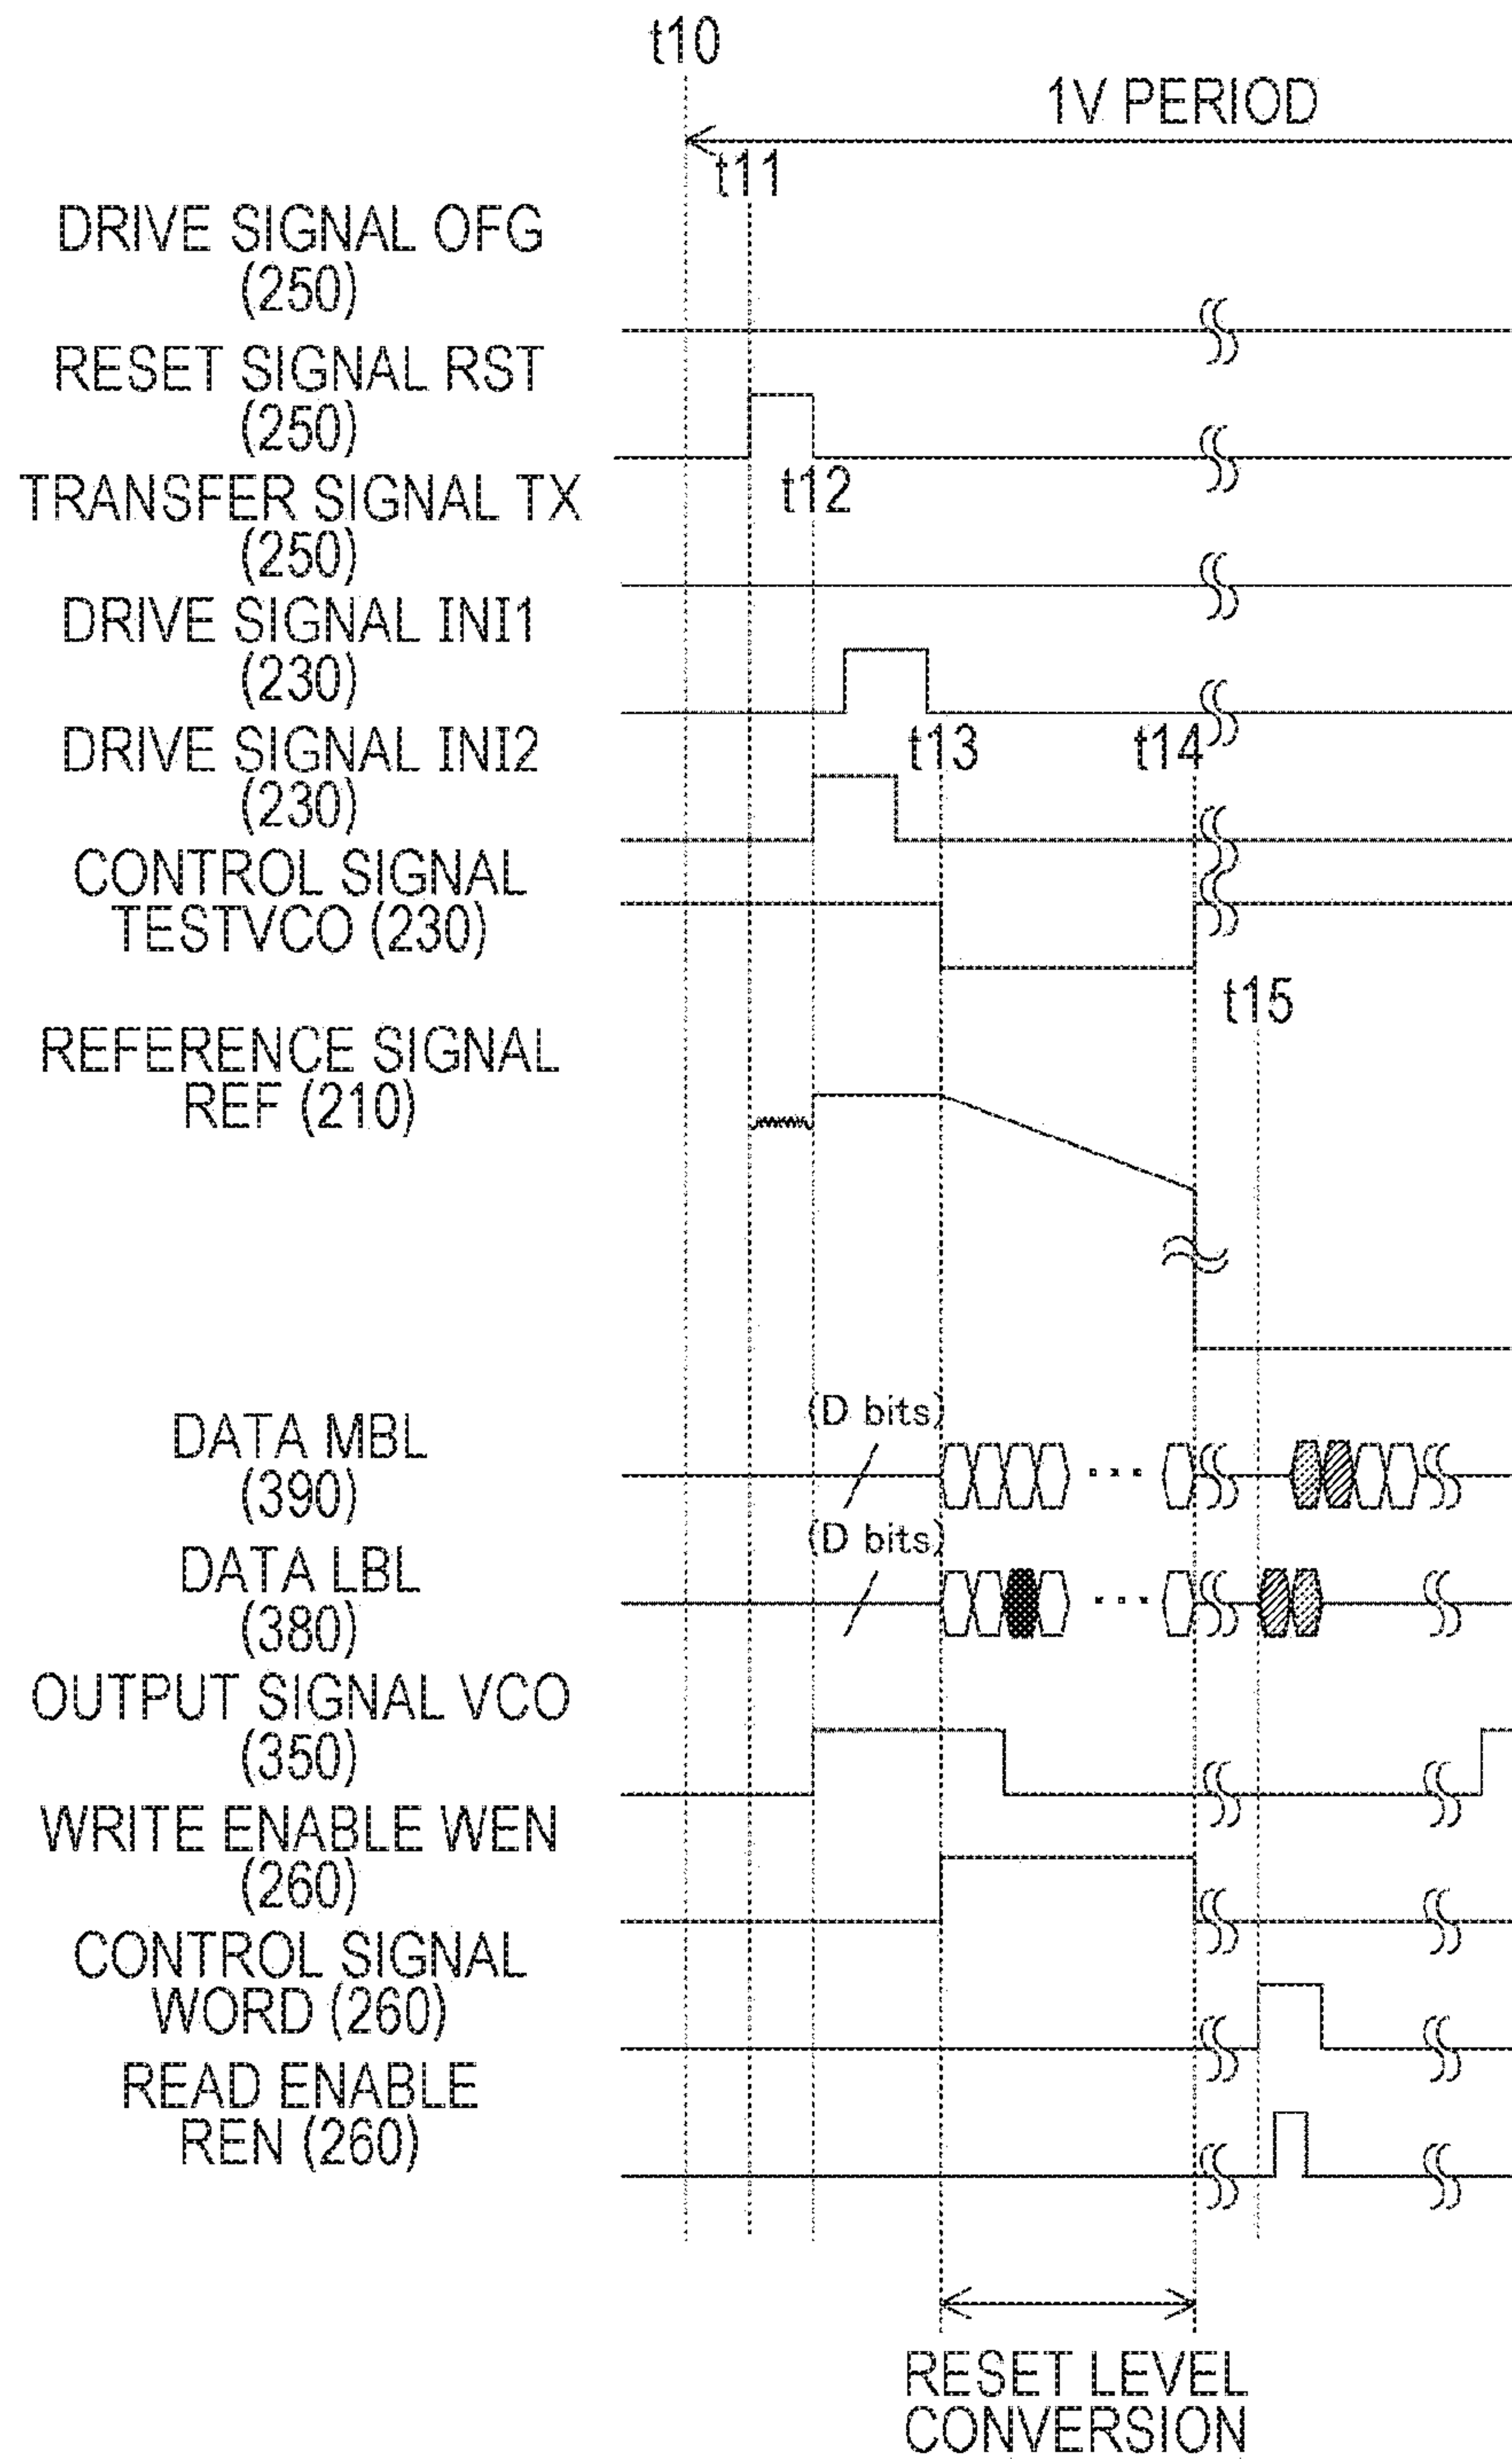 t10
1V PERIOD
t11
DRIVE SIGNAL OFG
(250)
RESET SIGNAL RST
(250)
t12
TRANSFER SIGNAL TX
(250)
DRIVE SIGNAL INI1
(230)
t13
t14
DRIVE SIGNAL INI2
(230)
CONTROL SIGNAL
TESTVCO (230)
t15
REFERENCE SIGNAL
REF (210)
(D bits)
DATA MBL
(390)
(D bits)
DATA LBL
(380)
OUTPUT SIGNAL VCO
(350)
WRITE ENABLE WEN
(260)
CONTROL SIGNAL
WORD (260)
READ ENABLE
REN (260)
RESET LEVEL
CONVERSION